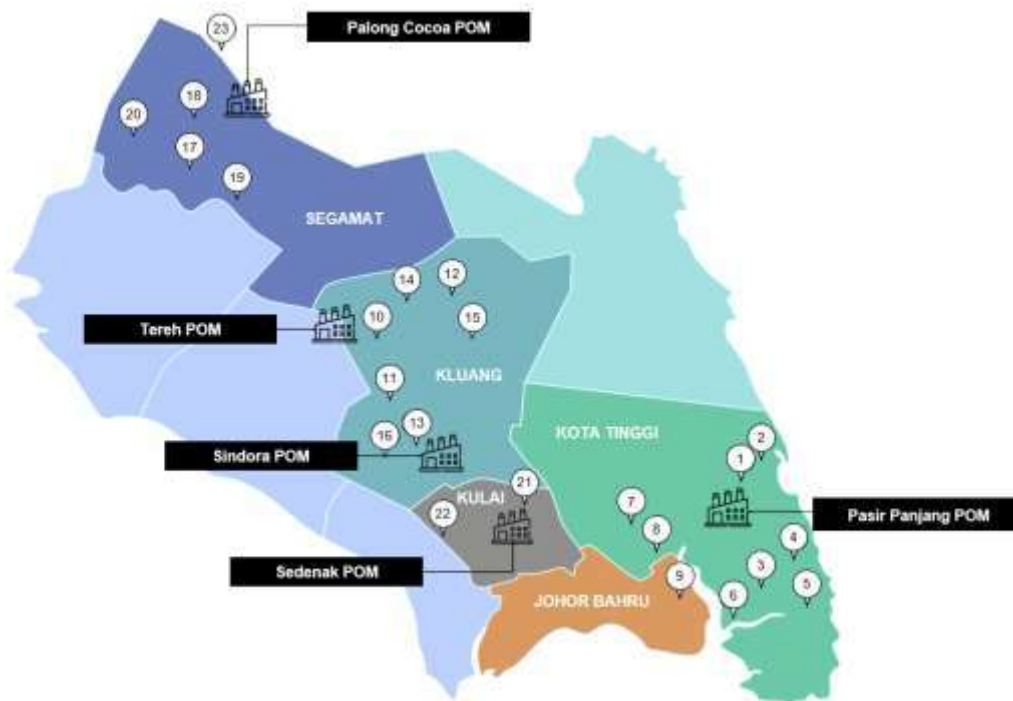 23
Palong Cocoa POM
18
20
17
19
SEGAMAT
14
12
Tereh POM
10
15
11
KLUANG
13
16
Sindora POM
KOTA TINGGI
2
1
21
KULAI
22
7
Pasir Panjang POM
8
4
Sedenak POM
3
9
5
6
JOHOR BAHRU